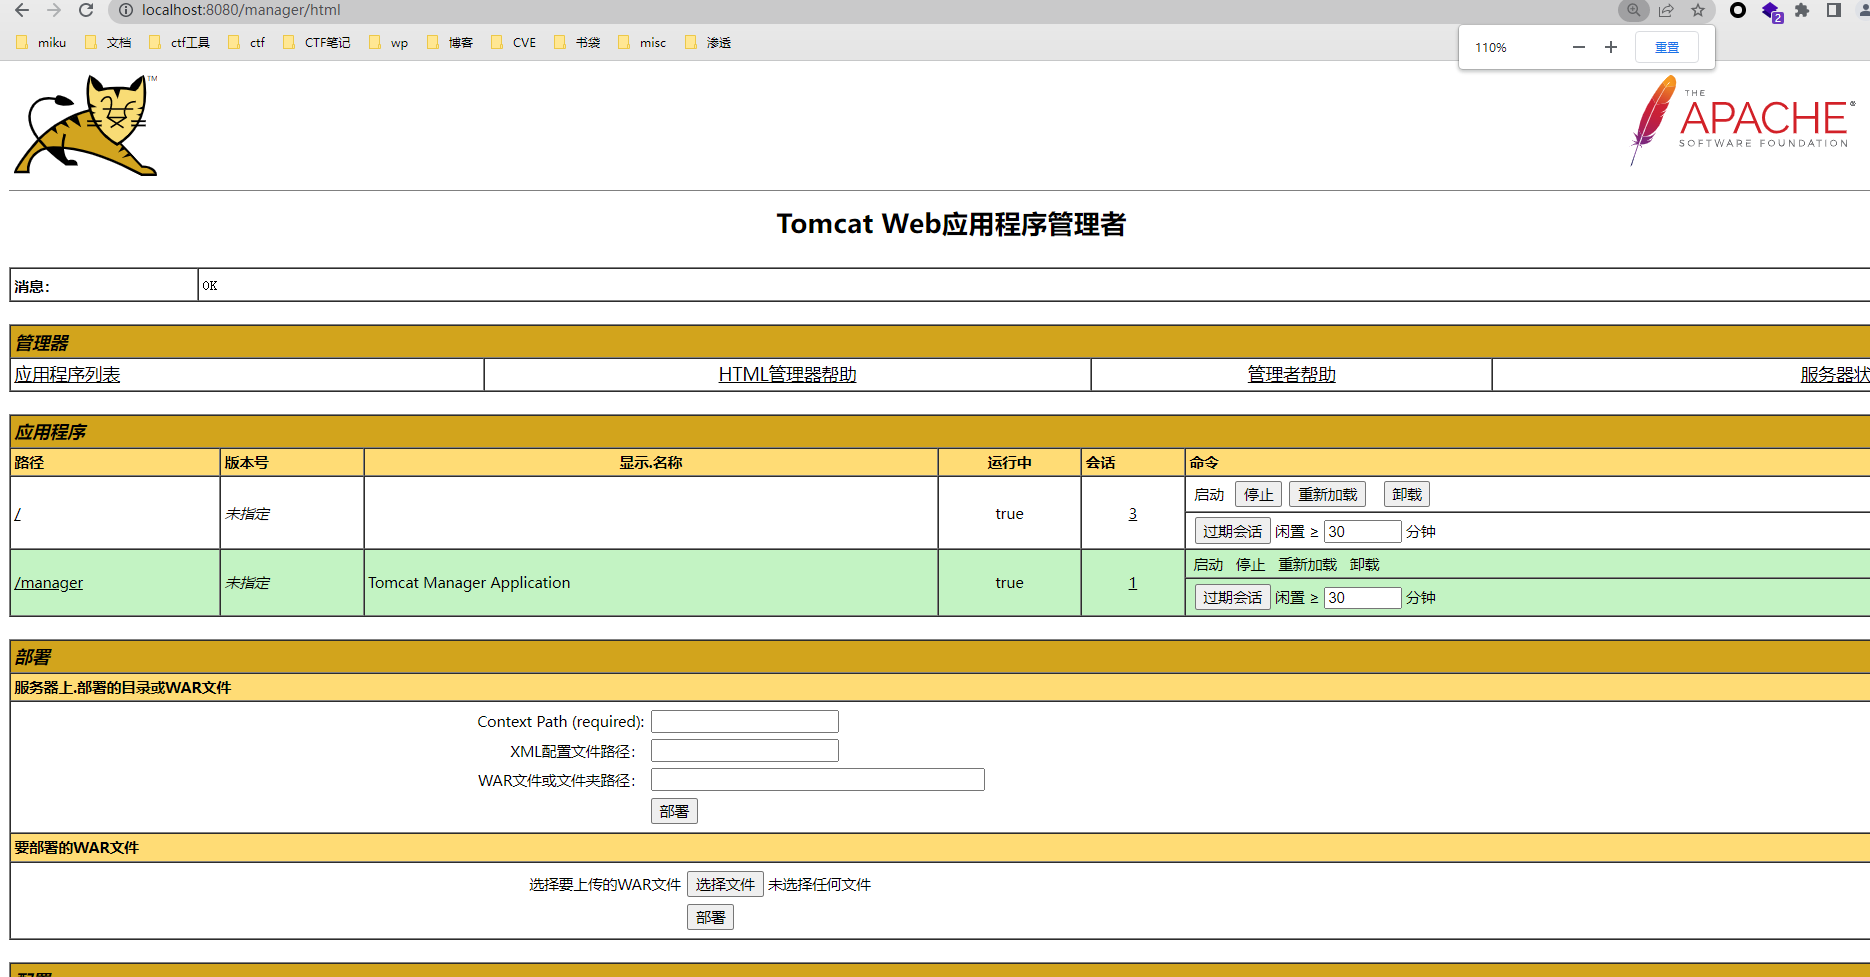 localhost:8080/manager/html
2
miku 文档 ctf工具 ctf CTF笔记 wp 博客 CVE 书袋 misc 渗透
110% 重置
TM
THE
APACHE®
SOFTWARE FOUNDATION
Tomcat Web应用程序管理者
消息: OK
管理器
应用程序列表 HTML管理器帮助 管理者帮助 服务器状
应用程序
路径 版本号 显示.名称 运行中 会话 命令
/ 未指定 true 3 启动 停止 重新加载 卸载
过期会话 闲置 ≥ 30 分钟
/manager 未指定 Tomcat Manager Application true 1 启动 停止 重新加载 卸载
过期会话 闲置 ≥ 30 分钟
部署
服务器上.部署的目录或WAR文件
Context Path (required):
XML配置文件路径:
WAR文件或文件夹路径:
部署
要部署的WAR文件
选择要上传的WAR文件 选择文件 未选择任何文件
部署